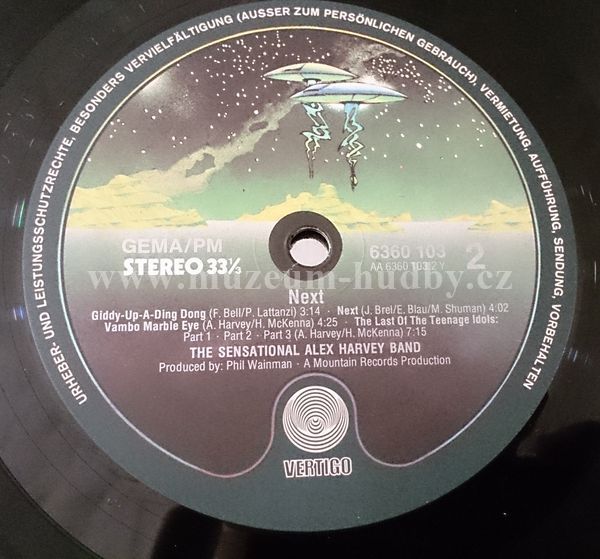 URHEBER- UND LEISTUNGSSCHUTZRECHTE, BESONDERS VERVIELFÄLTIGUNG (AUSSER ZUM PERSÖNLICHEN GEBRAUCH), VERMIETUNG, AUFFÜHRUNG, SENDUNG, VORBEHALTEN
GEMA/PM 6360 103 2
STEREO 33⅓ AA 6360 103 2 Y
www.muzeum-hudby.cz
Next
Giddy-Up-A-Ding Dong (F. Bell/P. Lattanzi) 3:14 · Next (J. Brel/E. Blau/M. Shuman) 4:02
Vambo Marble Eye (A. Harvey/H. McKenna) 4:25 · The Last Of The Teenage Idols:
Part 1 · Part 2 · Part 3 (A. Harvey/H. McKenna) 7:15
THE SENSATIONAL ALEX HARVEY BAND
Produced by: Phil Wainman · A Mountain Records Production
VERTIGO